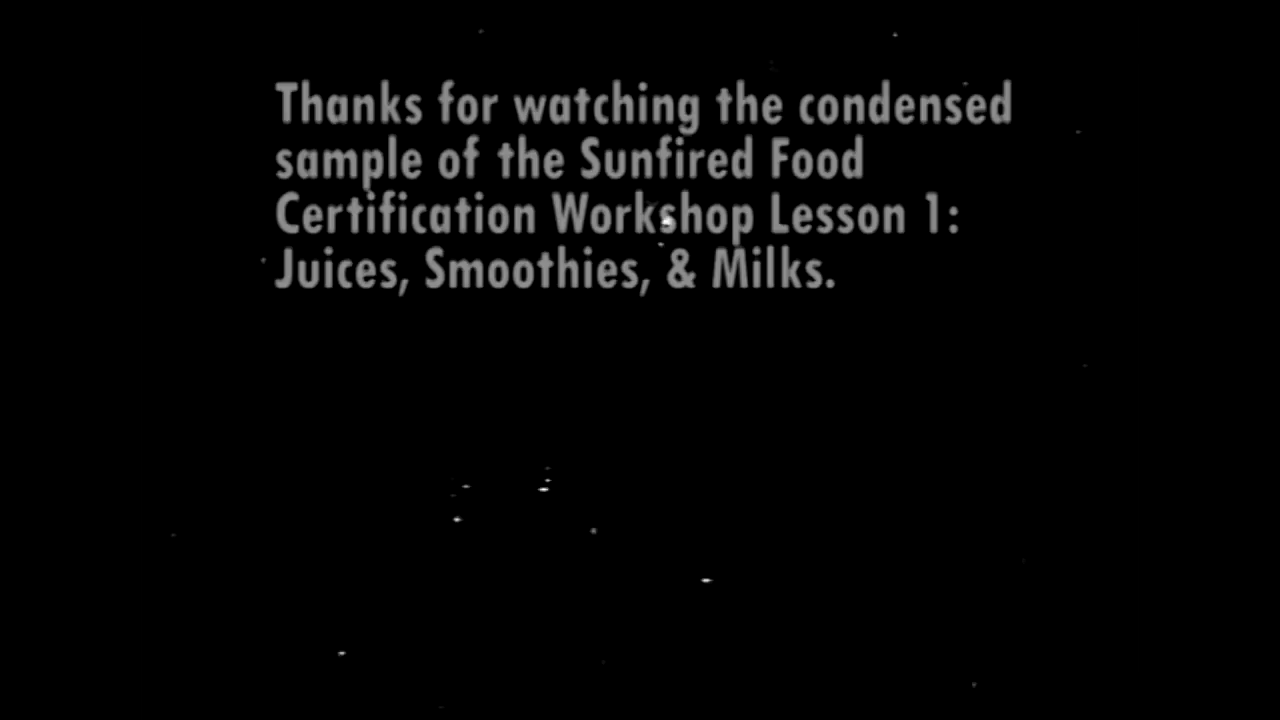 Thanks for watching the condensed
sample of the Sunfired Food
Certification Workshop Lesson 1:
Juices, Smoothies, & Milks.